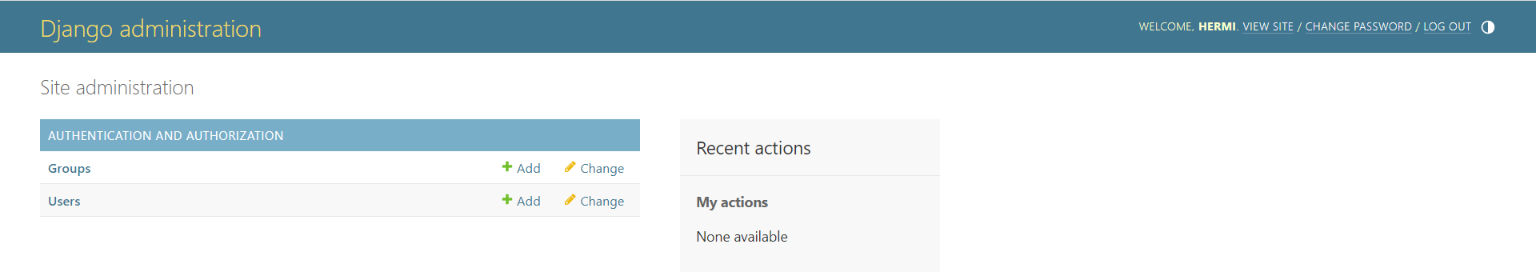 Django administration
WELCOME, HERMI. VIEW SITE / CHANGE PASSWORD / LOG OUT
Site administration
AUTHENTICATION AND AUTHORIZATION
Groups Add Change
Users Add Change
Recent actions
My actions
None available